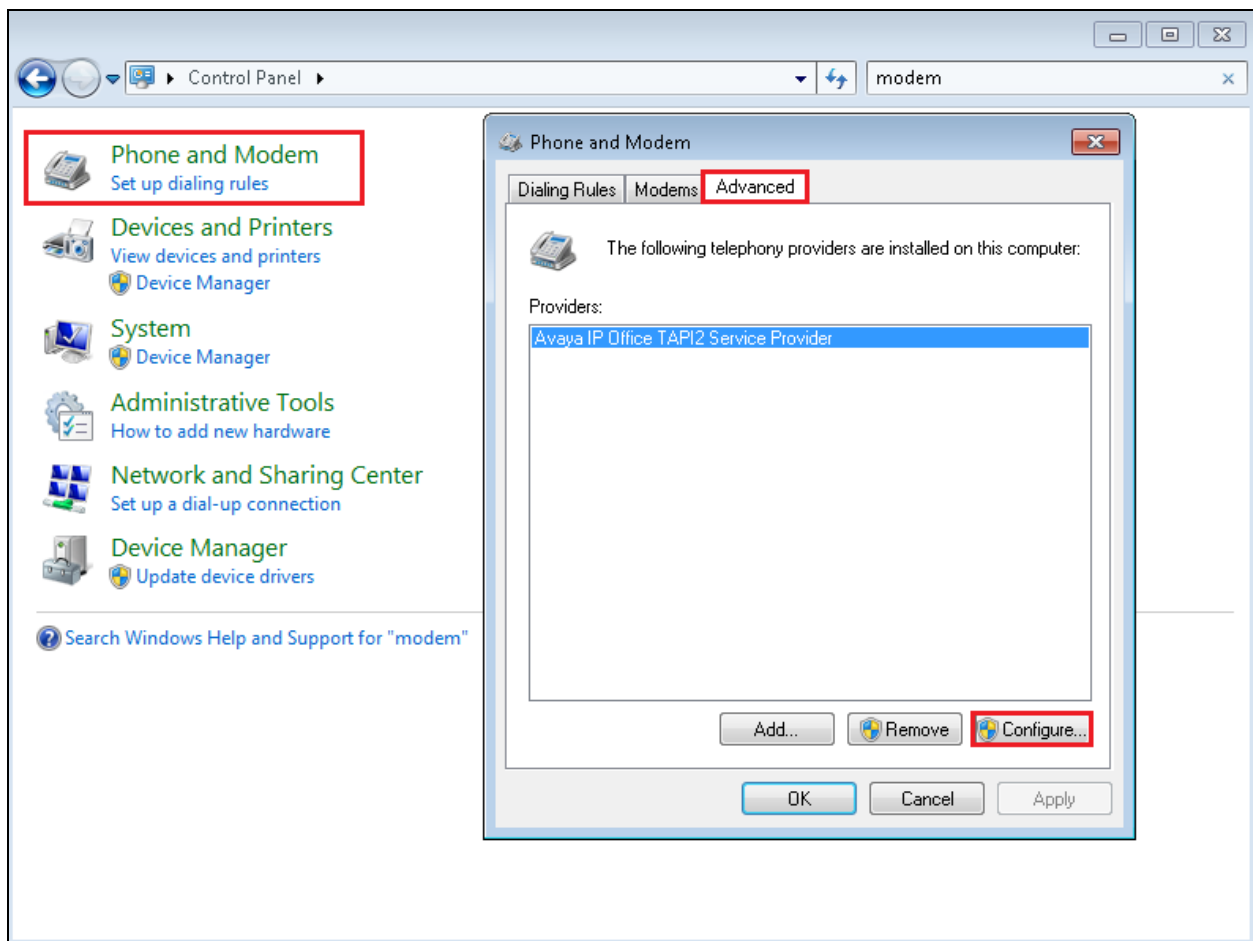 Control Panel
modem
Phone and Modem
Set up dialing rules
Devices and Printers
View devices and printers
Device Manager
System
Device Manager
Administrative Tools
How to add new hardware
Network and Sharing Center
Set up a dial-up connection
Device Manager
Update device drivers
Search Windows Help and Support for "modem"
Phone and Modem
Dialing Rules Modems Advanced
The following telephony providers are installed on this computer:
Providers:
Avaya IP Office TAPI2 Service Provider
Add... Remove Configure...
OK Cancel Apply